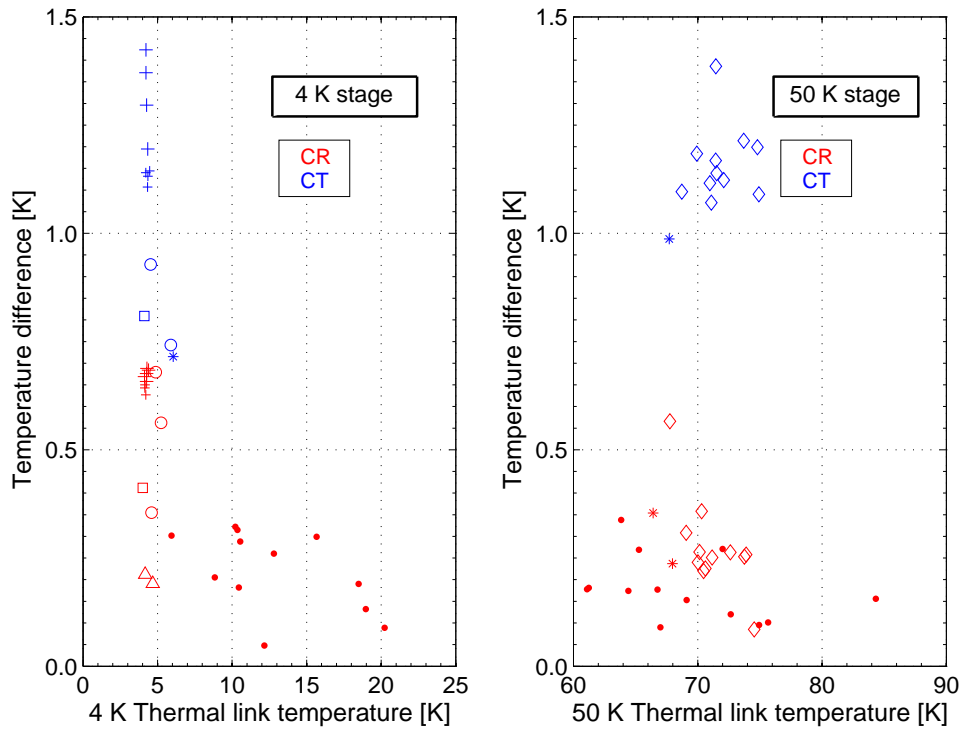 1.5
1.0
0.5
0.0
Temperature difference [K]
4 K stage
CR
CT
0 5 10 15 20 25
4 K Thermal link temperature [K]
1.5
1.0
0.5
0.0
Temperature difference [K]
50 K stage
CR
CT
60 70 80 90
50 K Thermal link temperature [K]